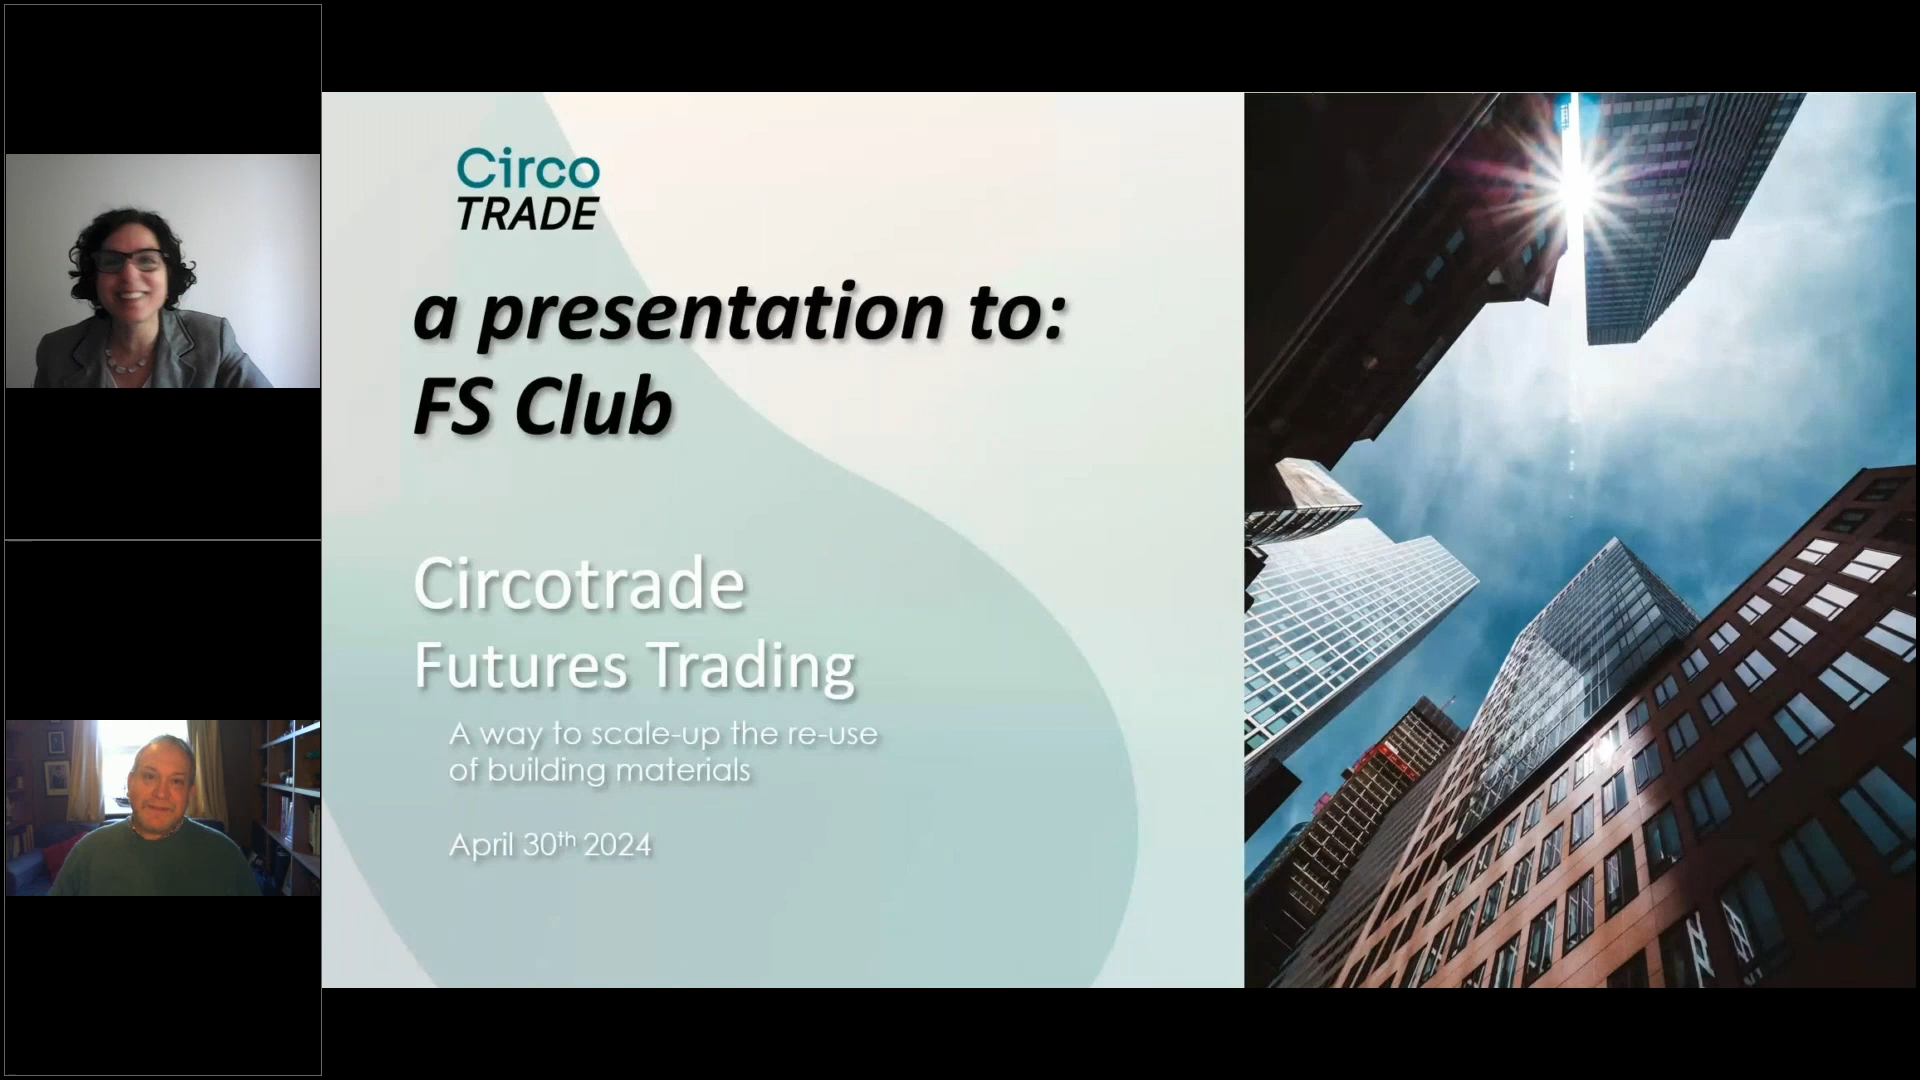 Circo
TRADE
a presentation to:
FS Club
Circotrade
Futures Trading
A way to scale-up the re-use
of building materials
April 30th 2024